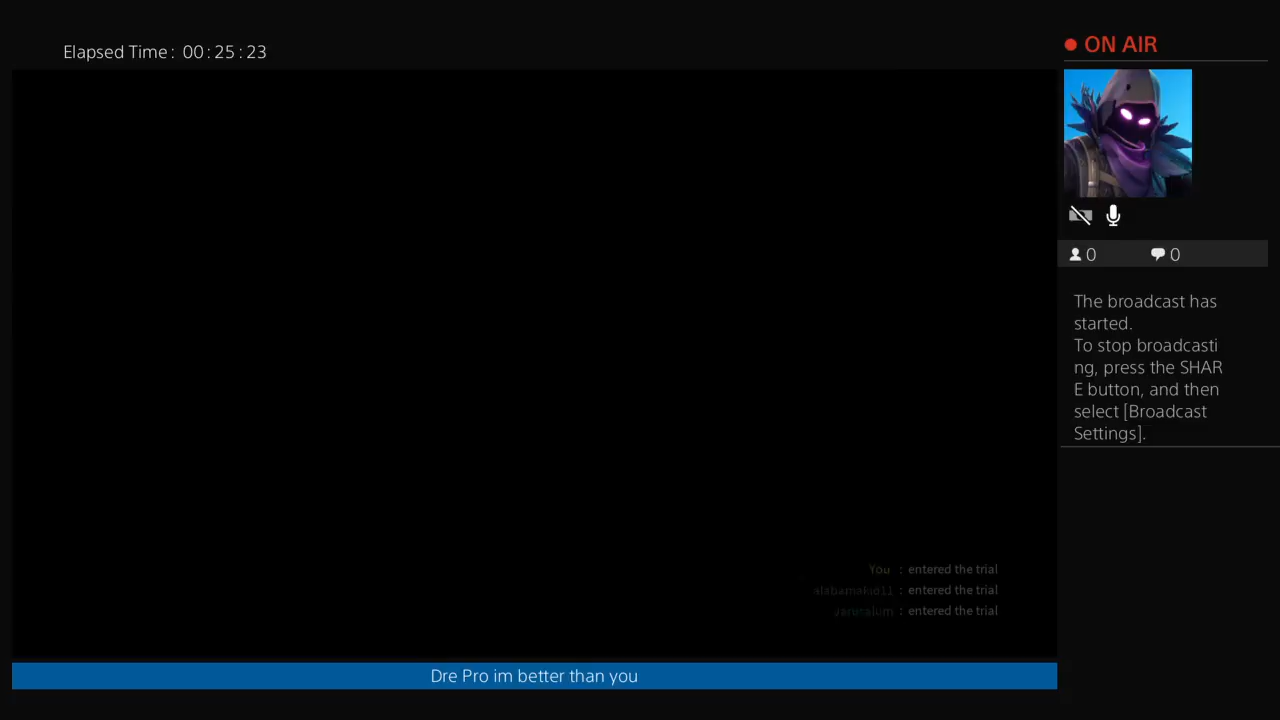 Elapsed Time: 00:25:23
ON AIR
0 0
The broadcast has
started.
To stop broadcasti
ng, press the SHAR
E button, and then
select [Broadcast
Settings].
You : entered the trial
alabamakid11 : entered the trial
: entered the trial
Dre Pro im better than you